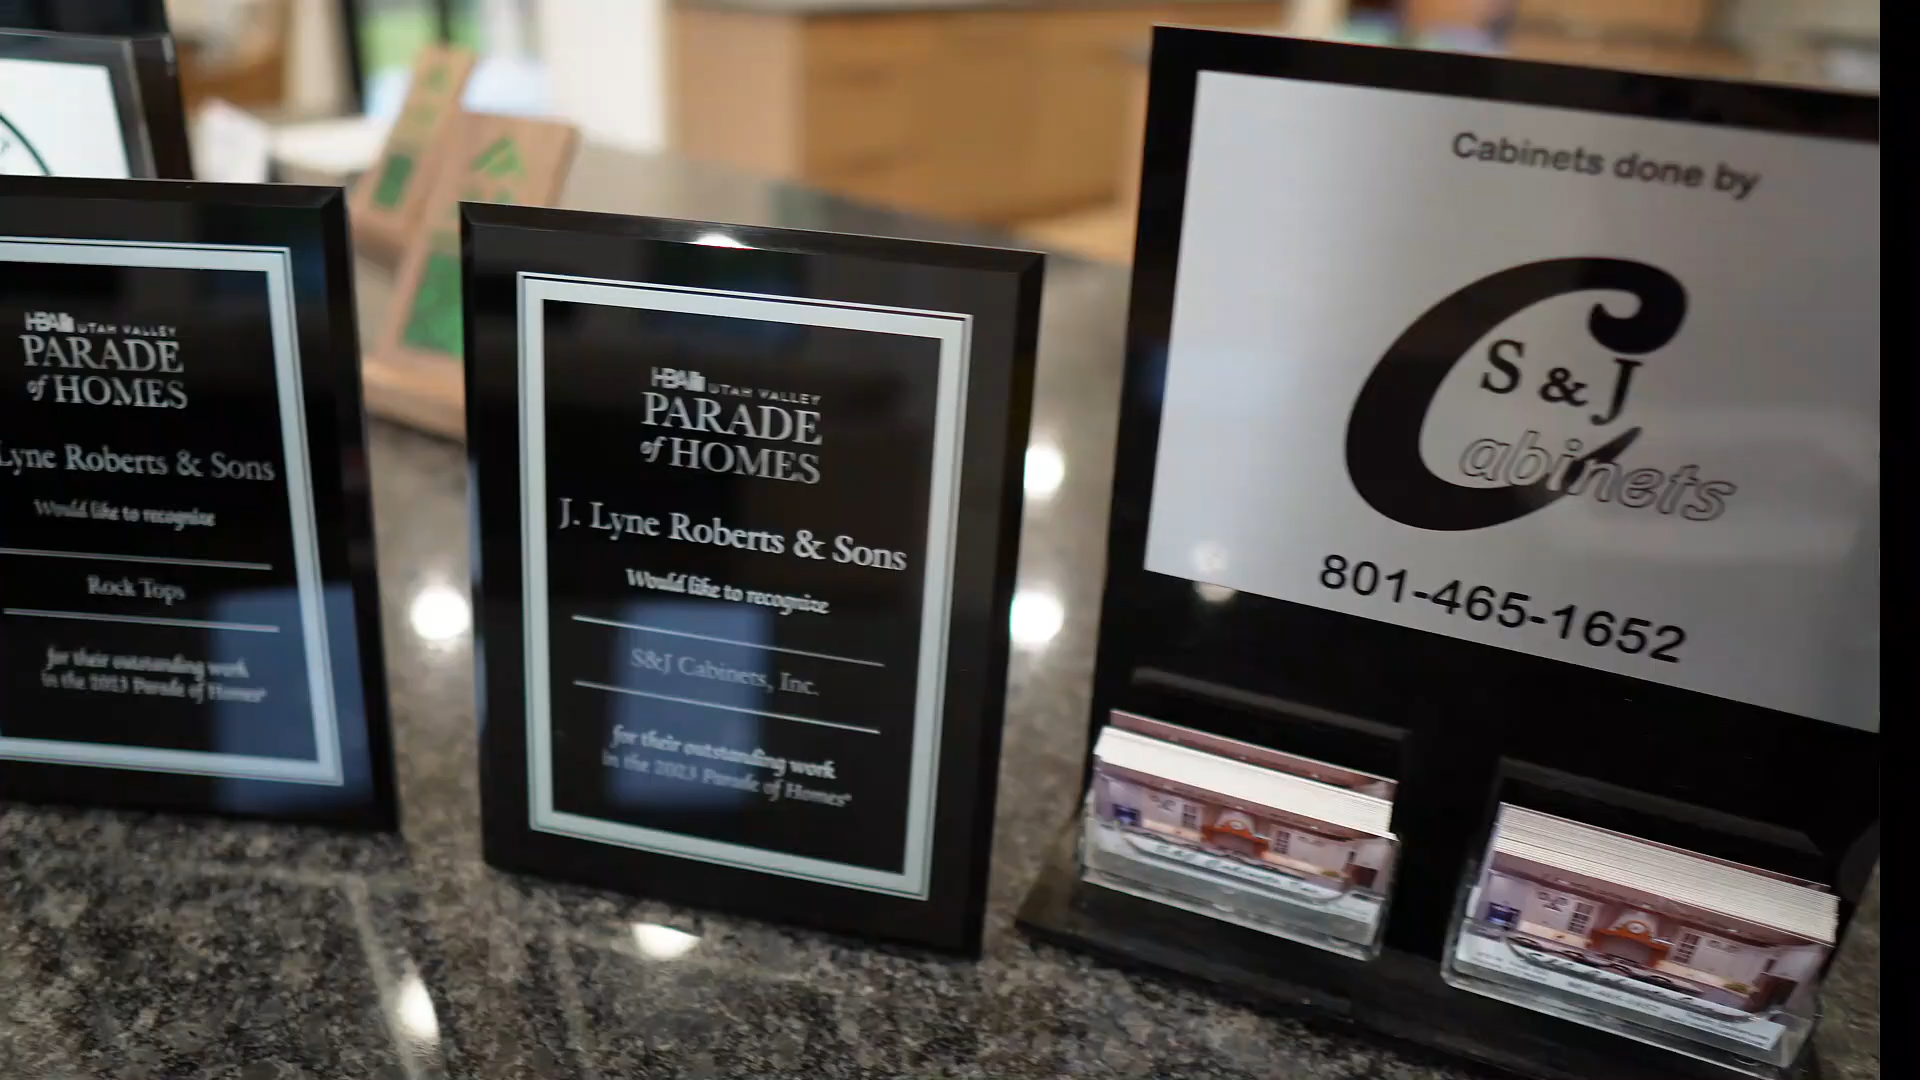 HBA UTAH VALLEY
PARADE
of HOMES
Lyne Roberts & Sons
Would like to recognize
Rock Tops
for their outstanding work
in the 2023 Parade of Homes®
HBA UTAH VALLEY
PARADE
of HOMES
J. Lyne Roberts & Sons
Would like to recognize
S&J Cabinets, Inc.
for their outstanding work
in the 2023 Parade of Homes®
Cabinets done by
S & J
Cabinets
801-465-1652